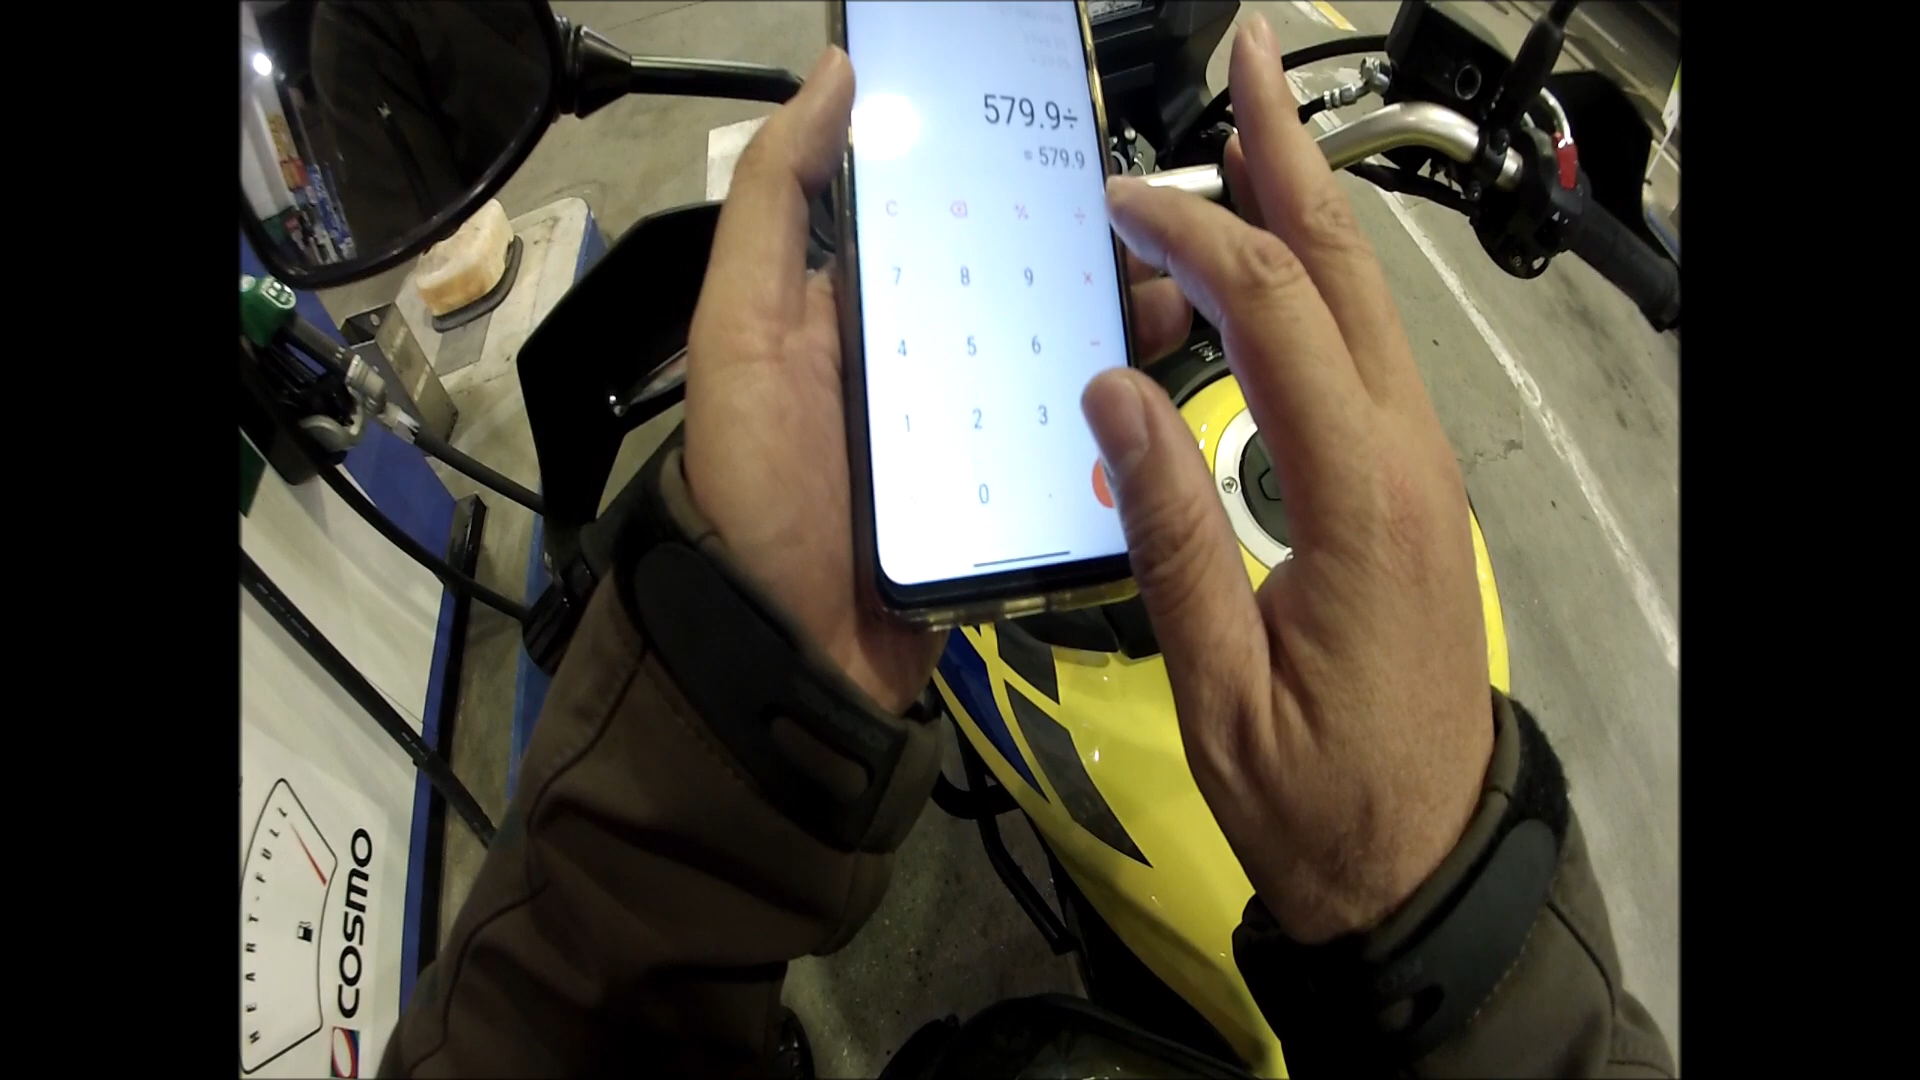 579.9÷
= 579.9
C % ÷
7 8 9 ×
4 5 6 −
1 2 3
0 .
HEART-FULL
COSMO